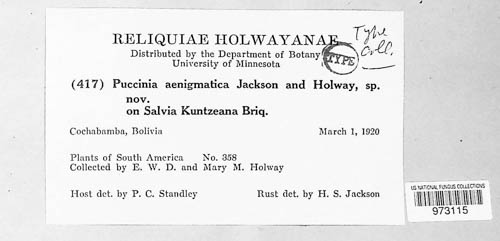 RELIQUIAE HOLWAYANAE
Distributed by the Department of Botany
University of Minnesota
TYPE
Type
Coll.
(417) Puccinia aenigmatica Jackson and Holway, sp.
nov.
on Salvia Kuntzeana Briq.
Cochabamba, Bolivia March 1, 1920
Plants of South America No. 358
Collected by E. W. D. and Mary M. Holway
Host det. by P. C. Standley Rust det. by H. S. Jackson
US NATIONAL FUNGUS COLLECTIONS
973115